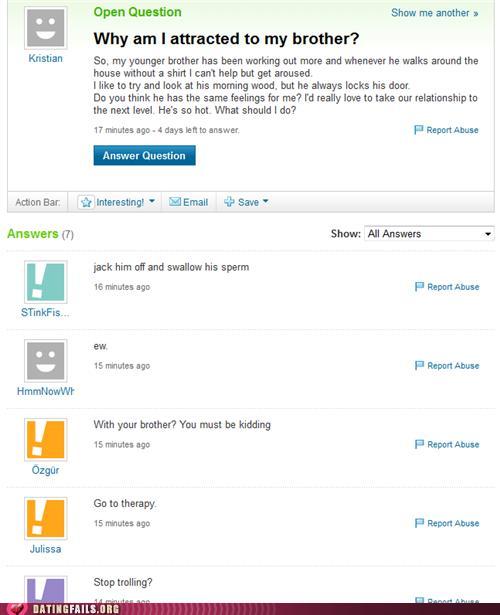 Open Question
Show me another »
Kristian
Why am I attracted to my brother?
So, my younger brother has been working out more and whenever he walks around the
house without a shirt I can't help but get aroused.
I like to try and look at his morning wood, but he always locks his door.
Do you think he has the same feelings for me? I'd really love to take our relationship to
the next level. He's so hot. What should I do?
17 minutes ago - 4 days left to answer.
Report Abuse
Answer Question
Action Bar: Interesting! Email Save
Answers (7)
Show: All Answers
jack him off and swallow his sperm
16 minutes ago
Report Abuse
STinkFis...
ew.
15 minutes ago
Report Abuse
HmmNowWh
With your brother? You must be kidding
15 minutes ago
Report Abuse
Özgür
Go to therapy.
15 minutes ago
Report Abuse
Julissa
Stop trolling?
14 minutes ago
Report Abuse
DATINGFAILS.ORG